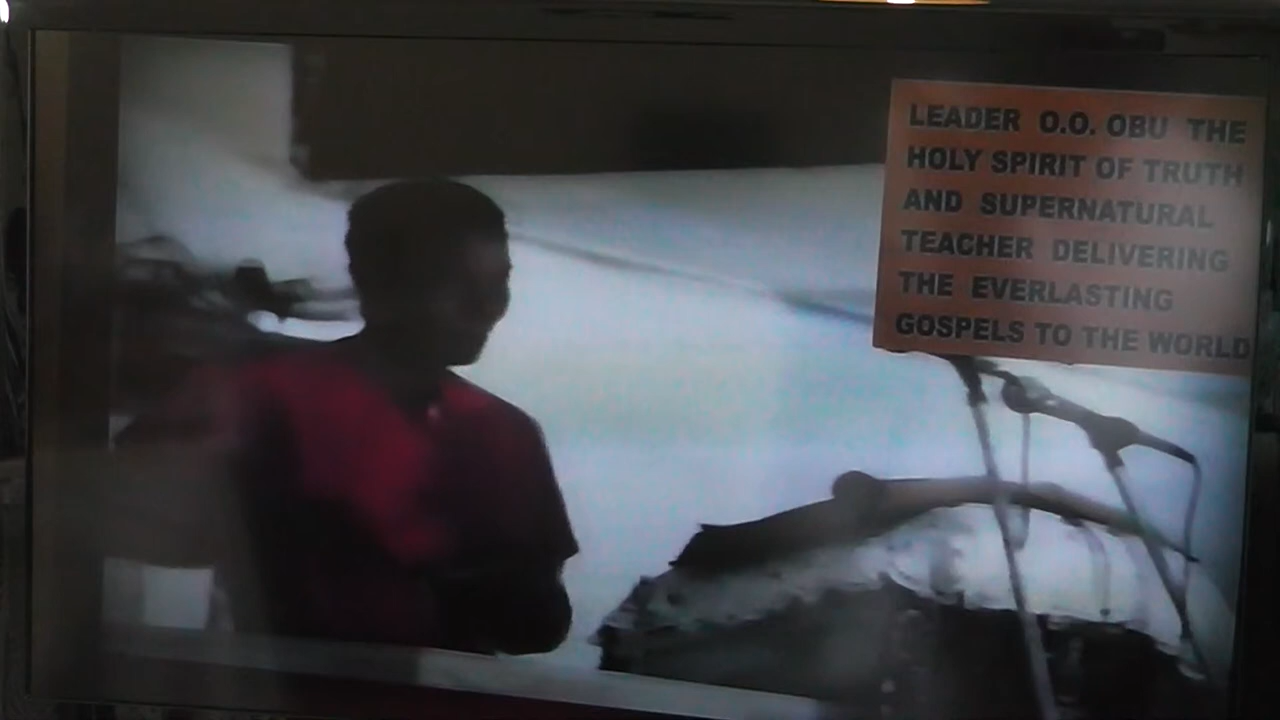 LEADER O.O. OBU THE
HOLY SPIRIT OF TRUTH
AND SUPERNATURAL
TEACHER DELIVERING
THE EVERLASTING
GOSPELS TO THE WORLD